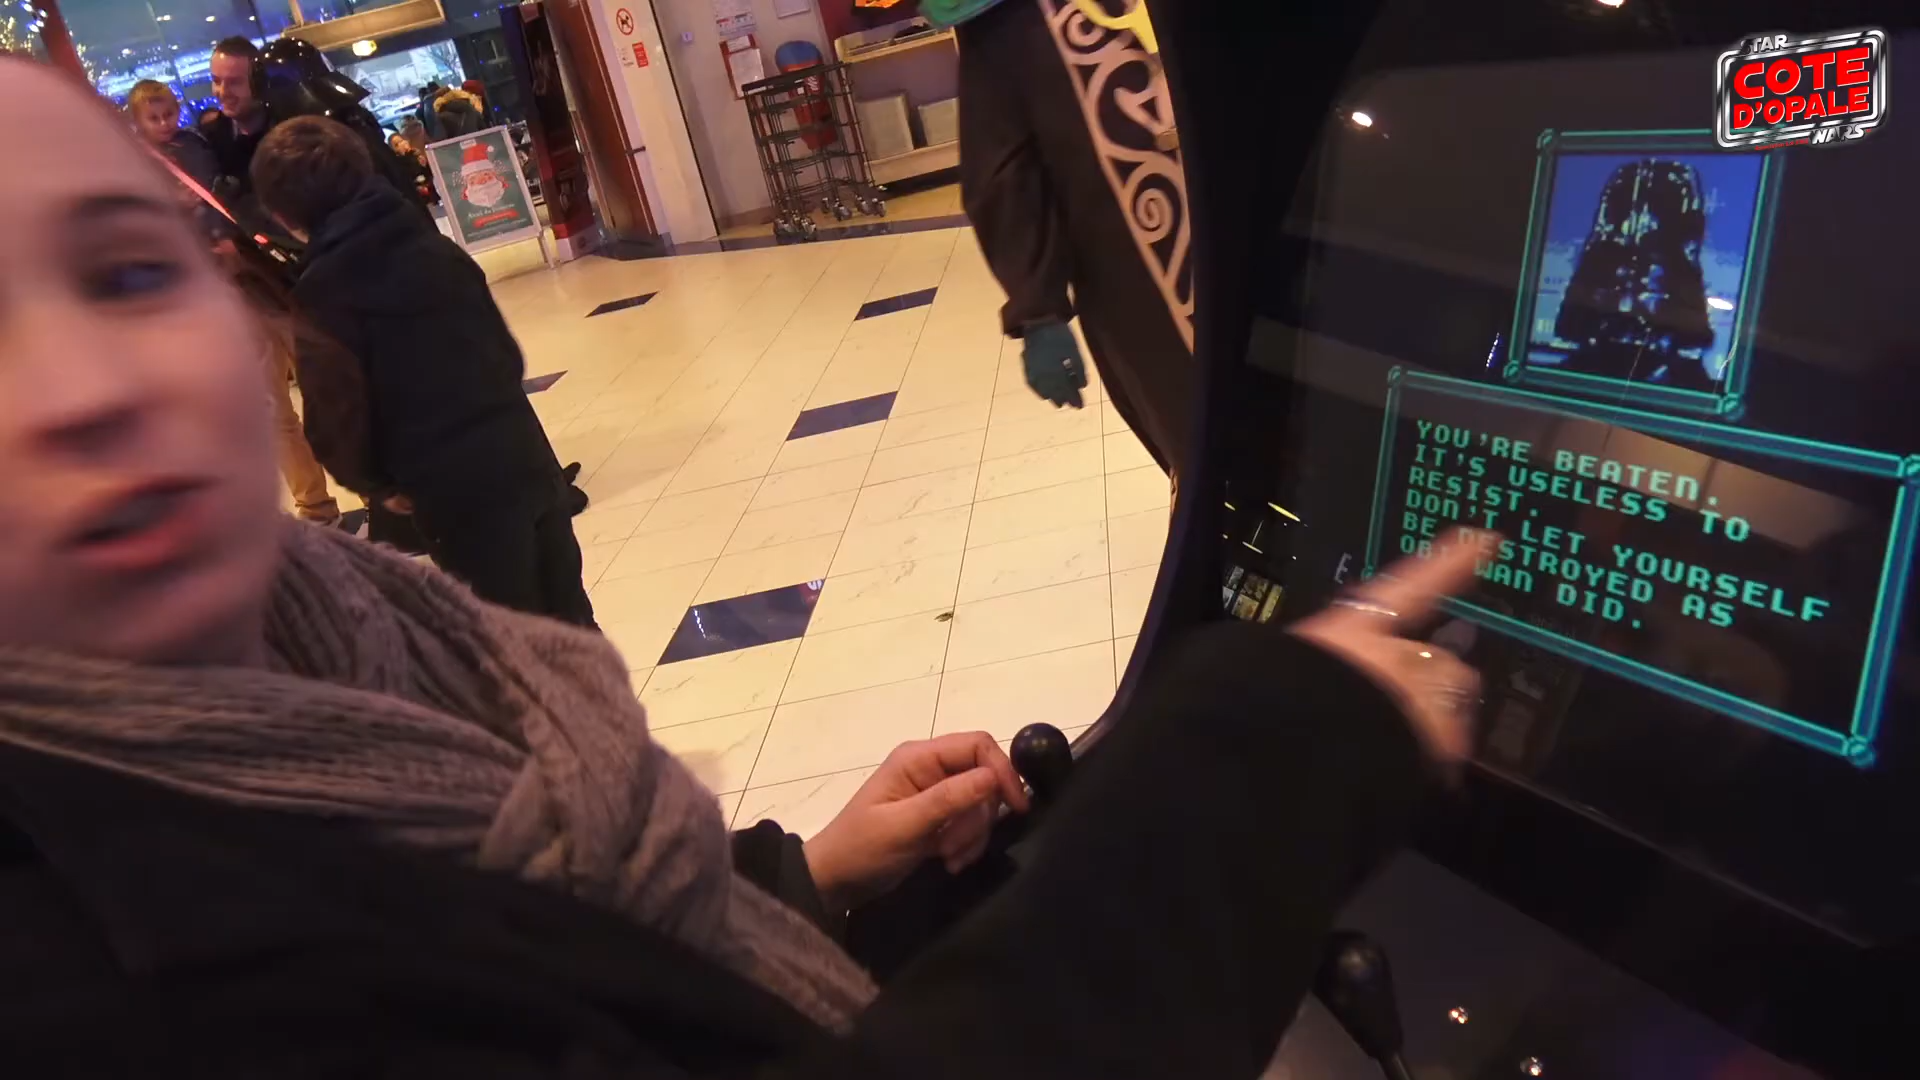 STAR
COTE
D'OPALE
WARS
YOU'RE BEATEN.
IT'S USELESS TO
RESIST.
DON'T LET YOURSELF
BE DESTROYED AS
WAN DID.